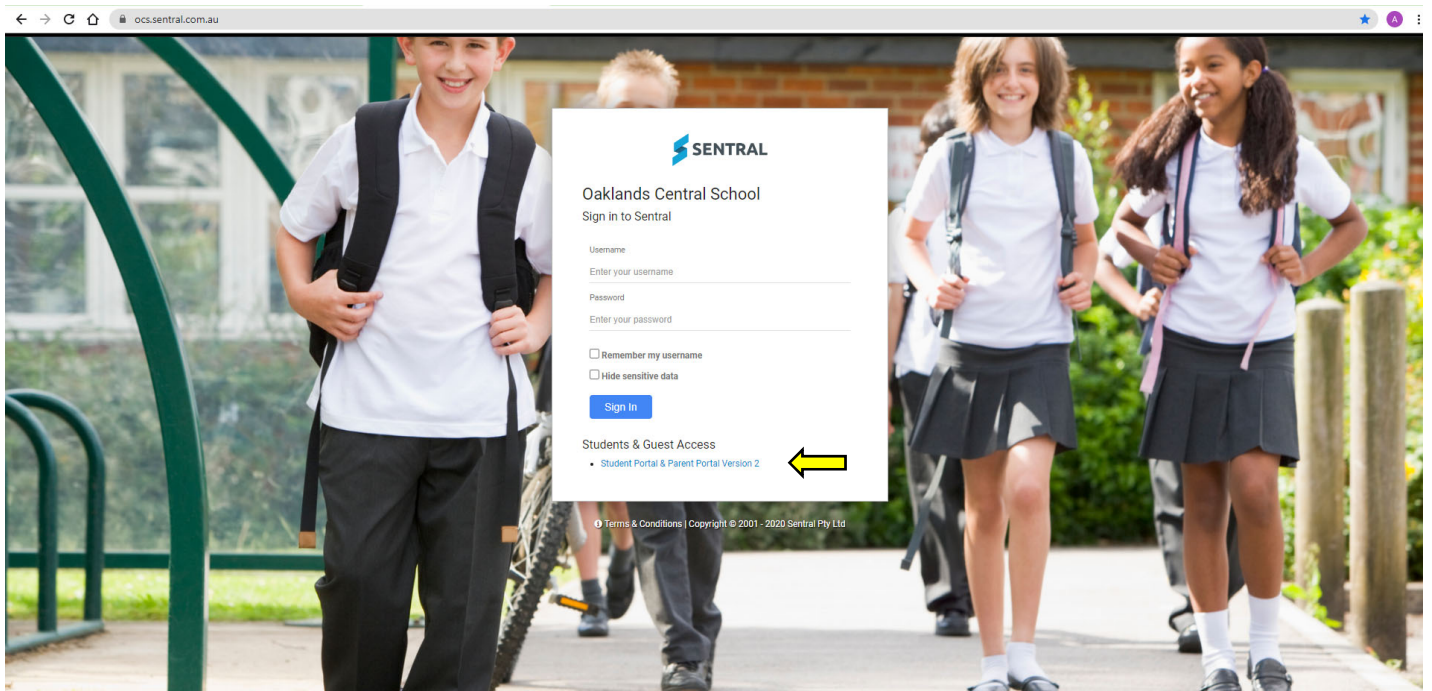 ocs.sentral.com.au
A
SENTRAL
Oaklands Central School
Sign in to Sentral
Username
Enter your username
Password
Enter your password
Remember my username
Hide sensitive data
Sign In
Students & Guest Access
Student Portal & Parent Portal Version 2
Terms & Conditions | Copyright © 2001 - 2020 Sentral Pty Ltd